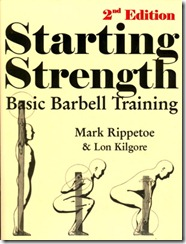 2nd Edition
Starting
Strength
Basic Barbell Training
Mark Rippetoe
& Lon Kilgore